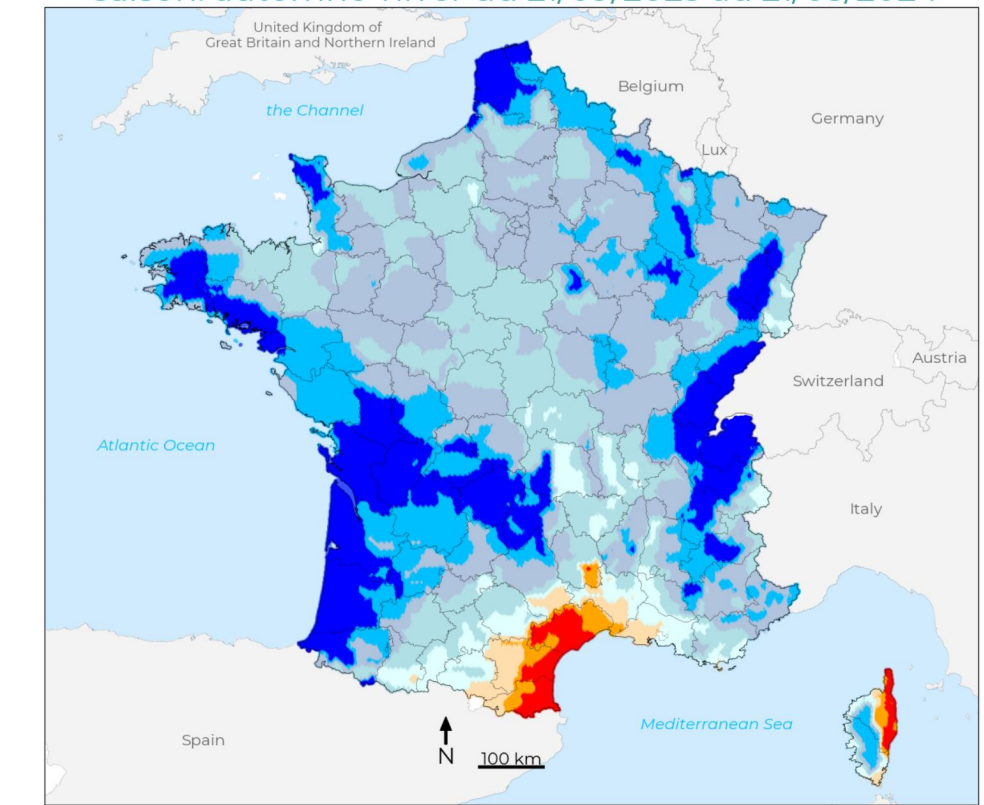 United Kingdom of
Great Britain and Northern Ireland
the Channel
Belgium
Germany
Lux
Austria
Switzerland
Atlantic Ocean
Italy
Mediterranean Sea
Spain
N
100 km